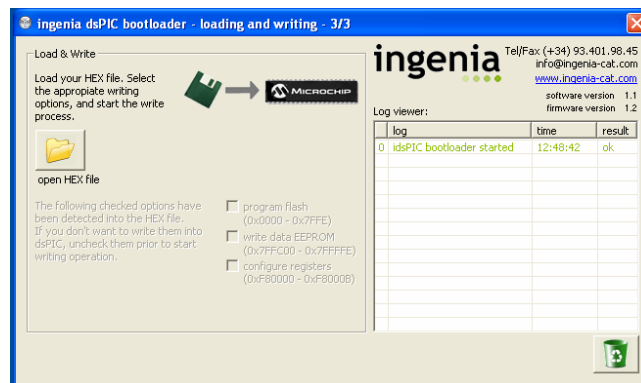 ingenia dsPIC bootloader - loading and writing - 3/3
Load & Write
Load your HEX file. Select
the appropiate writing
options, and start the write
process.
MICROCHIP
open HEX file
The following checked options have
been detected into the HEX file.
If you don't want to write them into
dsPIC, uncheck them prior to start
writing operation.
program flash
(0x0000 - 0x7FFE)
write data EEPROM
(0x7FFC00 - 0x7FFFFE)
configure registers
(0xF80000 - 0xF8000B)
ingenia
Tel/Fax (+34) 93.401.98.45
info@ingenia-cat.com
www.ingenia-cat.com
software version 1.1
firmware version 1.2
Log viewer:
log time result
0 idsPIC bootloader started 12:48:42 ok